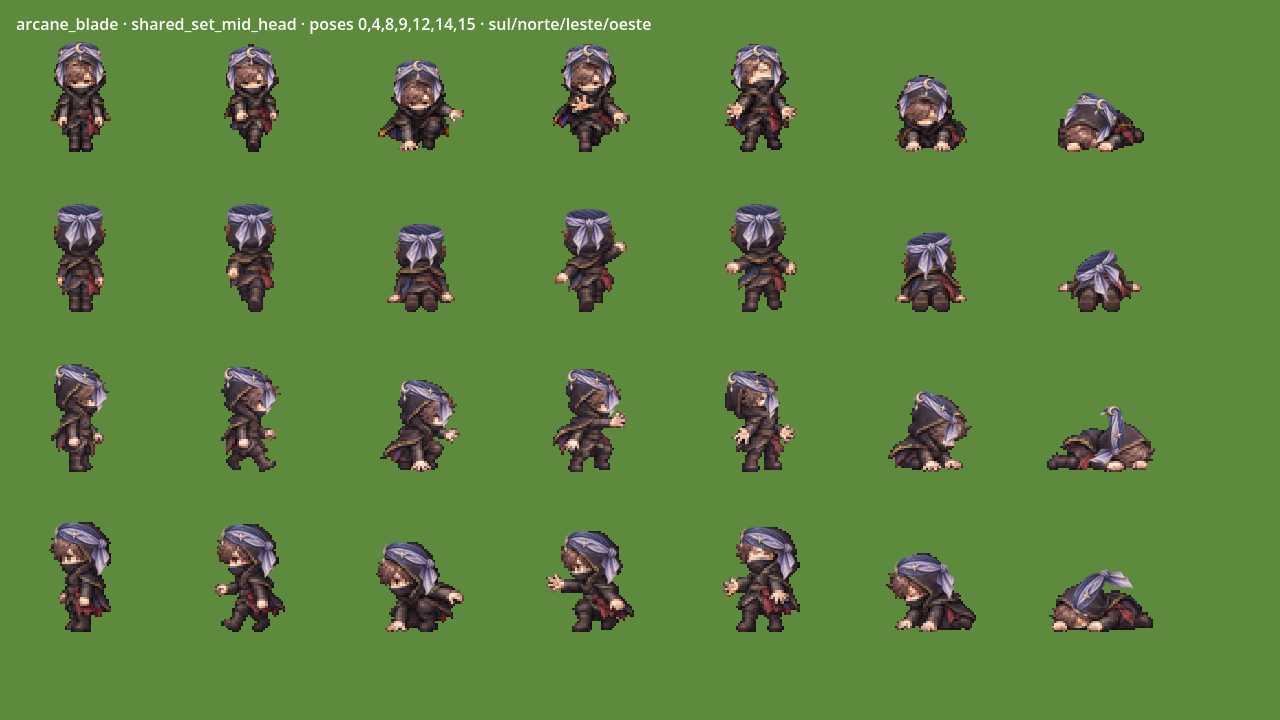 arcane_blade · shared_set_mid_head · poses 0,4,8,9,12,14,15 · sul/norte/leste/oeste